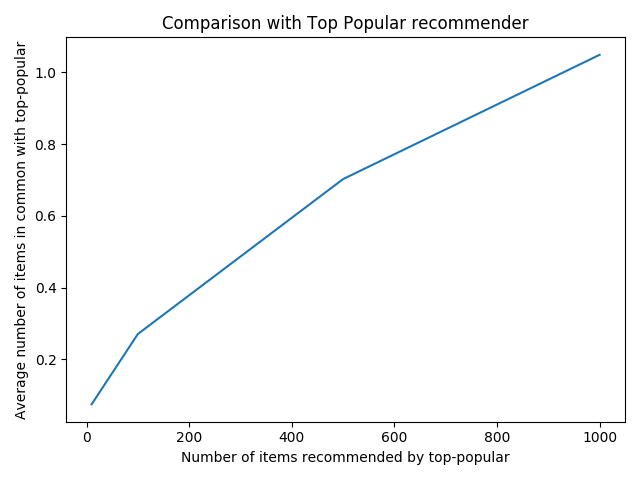 Comparison with Top Popular recommender
Average number of items in common with top-popular
1.0
0.8
0.6
0.4
0.2
0 200 400 600 800 1000
Number of items recommended by top-popular